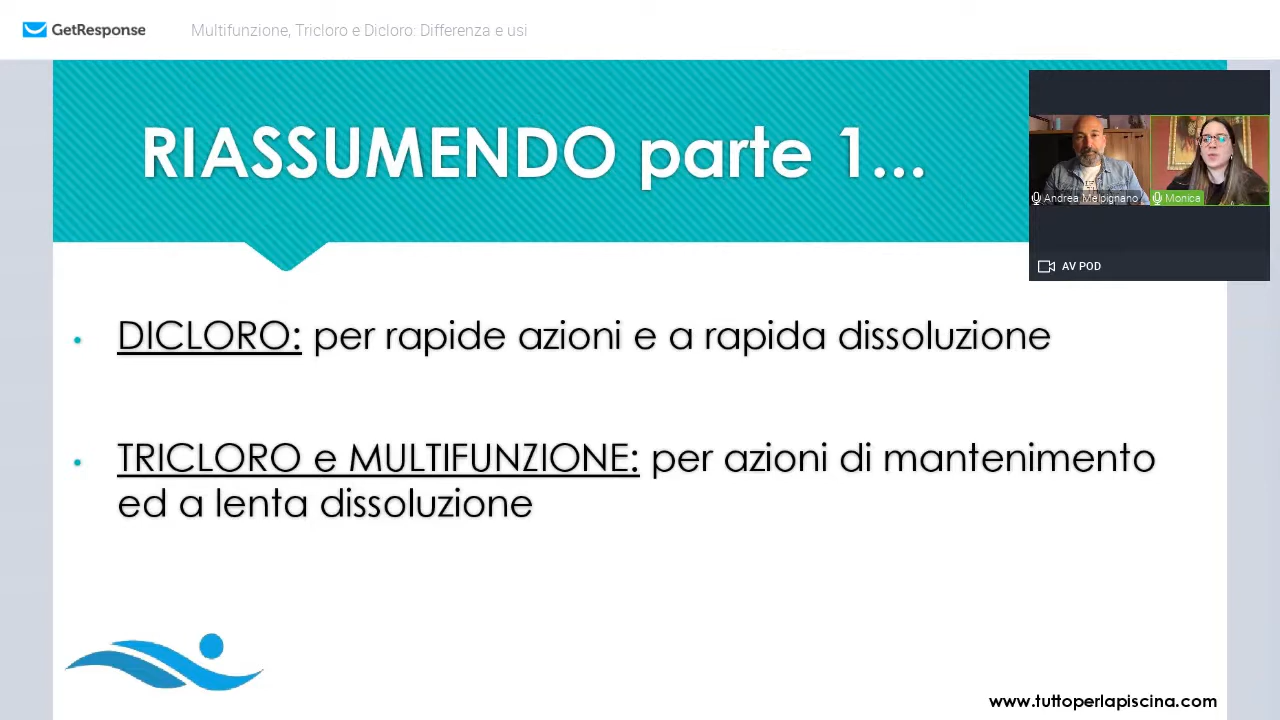 GetResponse
Multifunzione, Tricloro e Dicloro: Differenza e usi
RIASSUMENDO parte 1...
Andrea Melpignano
Monica
AV POD
• DICLORO: per rapide azioni e a rapida dissoluzione
• TRICLORO e MULTIFUNZIONE: per azioni di mantenimento
ed a lenta dissoluzione
www.tuttoperlapiscina.com